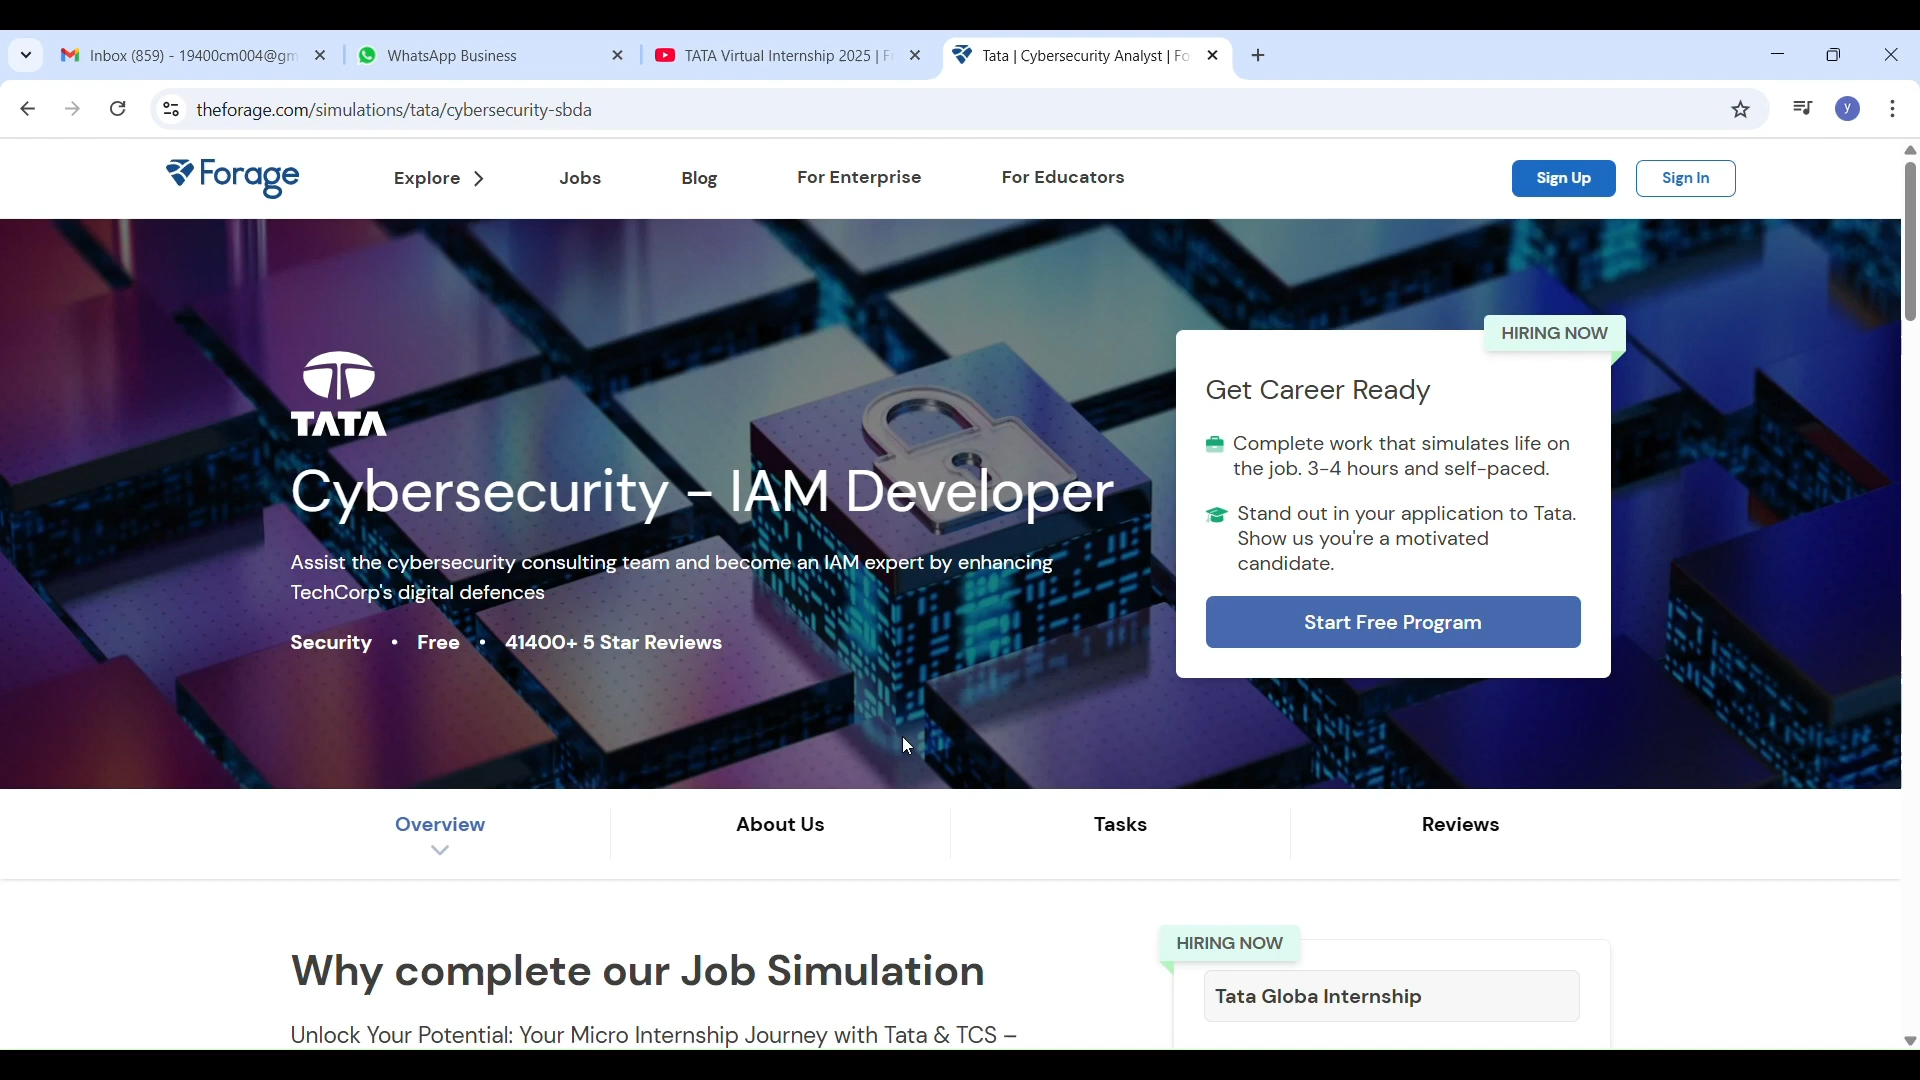 Inbox (859) - 19400cm004@gm
WhatsApp Business
TATA Virtual Internship 2025 | Fr
Tata | Cybersecurity Analyst | Fo
theforage.com/simulations/tata/cybersecurity-sbda
y
Forage
Explore
Jobs
Blog
For Enterprise
For Educators
Sign Up
Sign In
TATA
Cybersecurity - IAM Developer
Assist the cybersecurity consulting team and become an IAM expert by enhancing
TechCorp's digital defences
Security • Free • 41400+ 5 Star Reviews
HIRING NOW
Get Career Ready
Complete work that simulates life on
the job. 3-4 hours and self-paced.
Stand out in your application to Tata.
Show us you're a motivated
candidate.
Start Free Program
Overview
About Us
Tasks
Reviews
Why complete our Job Simulation
Unlock Your Potential: Your Micro Internship Journey with Tata & TCS –
HIRING NOW
Tata Globa Internship